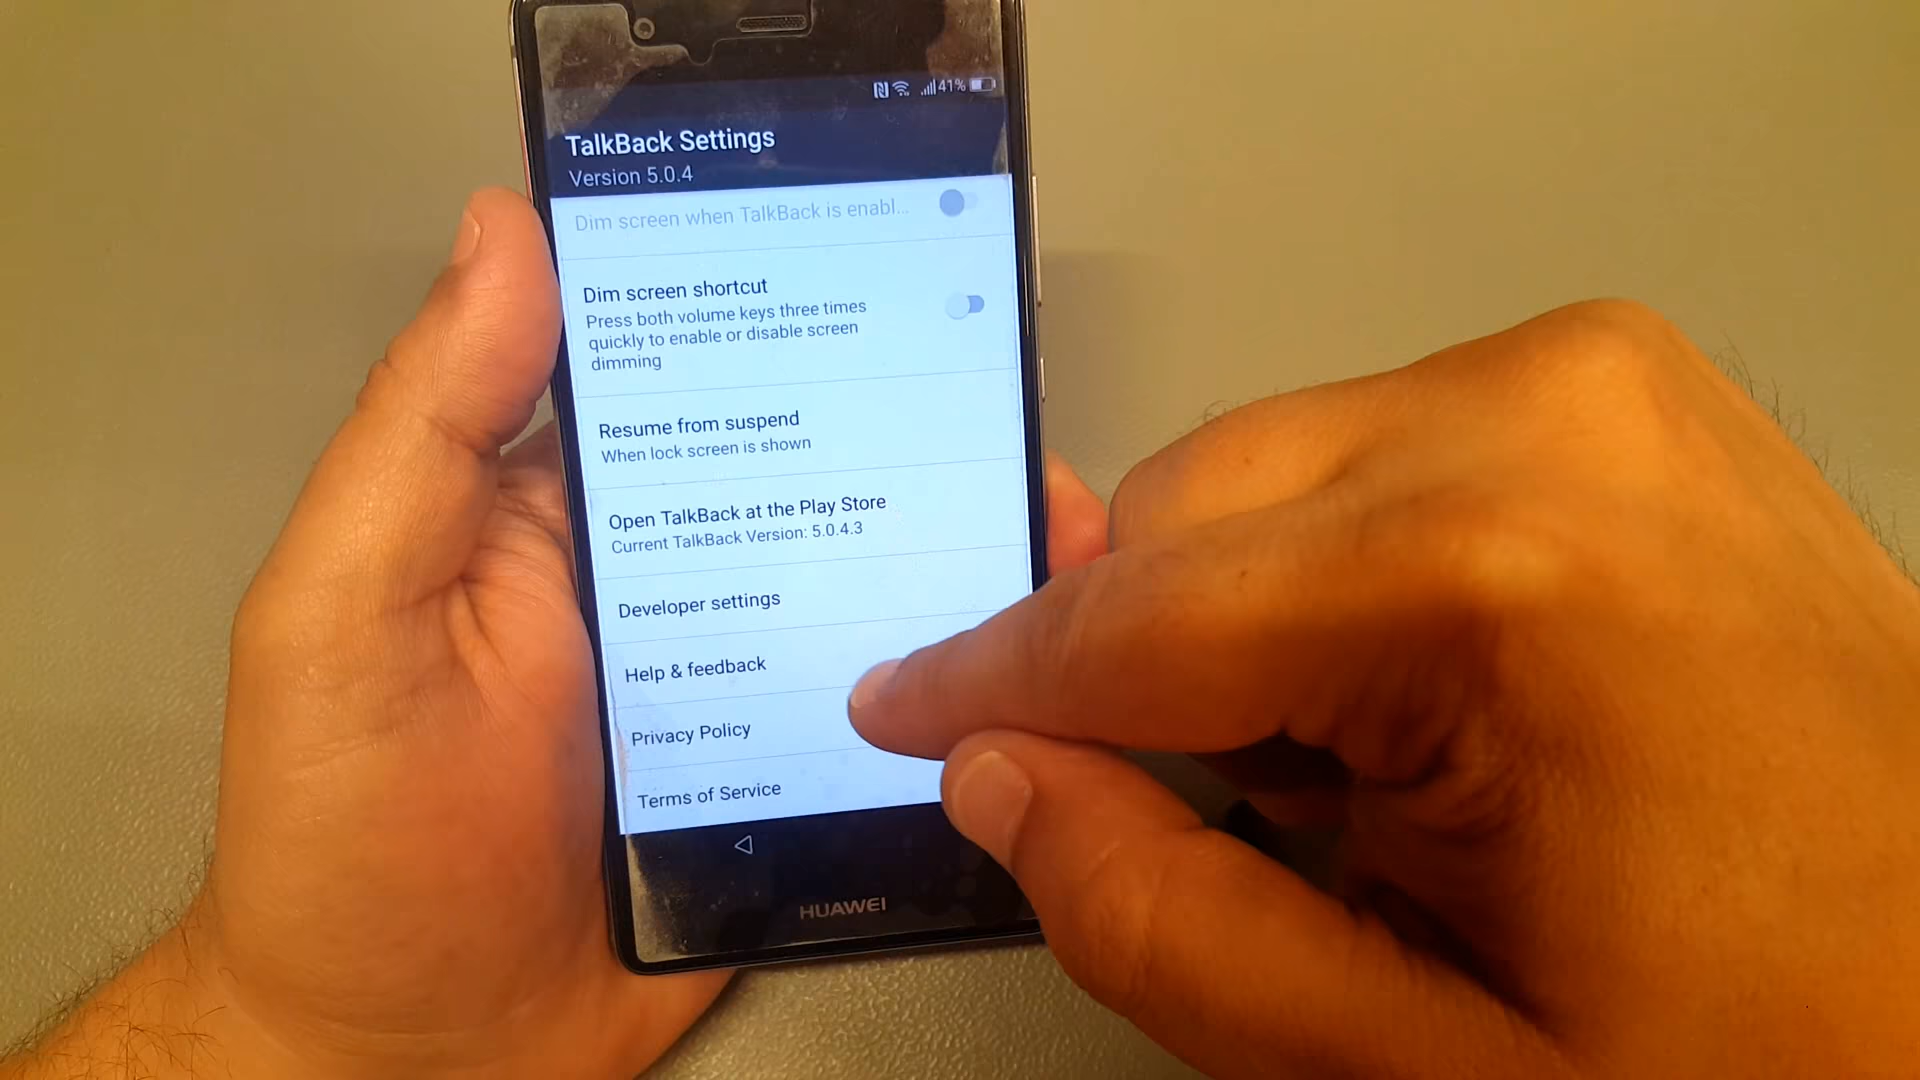 41%
TalkBack Settings
Version 5.0.4
Dim screen when TalkBack is enabl...
Dim screen shortcut
Press both volume keys three times
quickly to enable or disable screen
dimming
Resume from suspend
When lock screen is shown
Open TalkBack at the Play Store
Current TalkBack Version: 5.0.4.3
Developer settings
Help & feedback
Privacy Policy
Terms of Service
HUAWEI